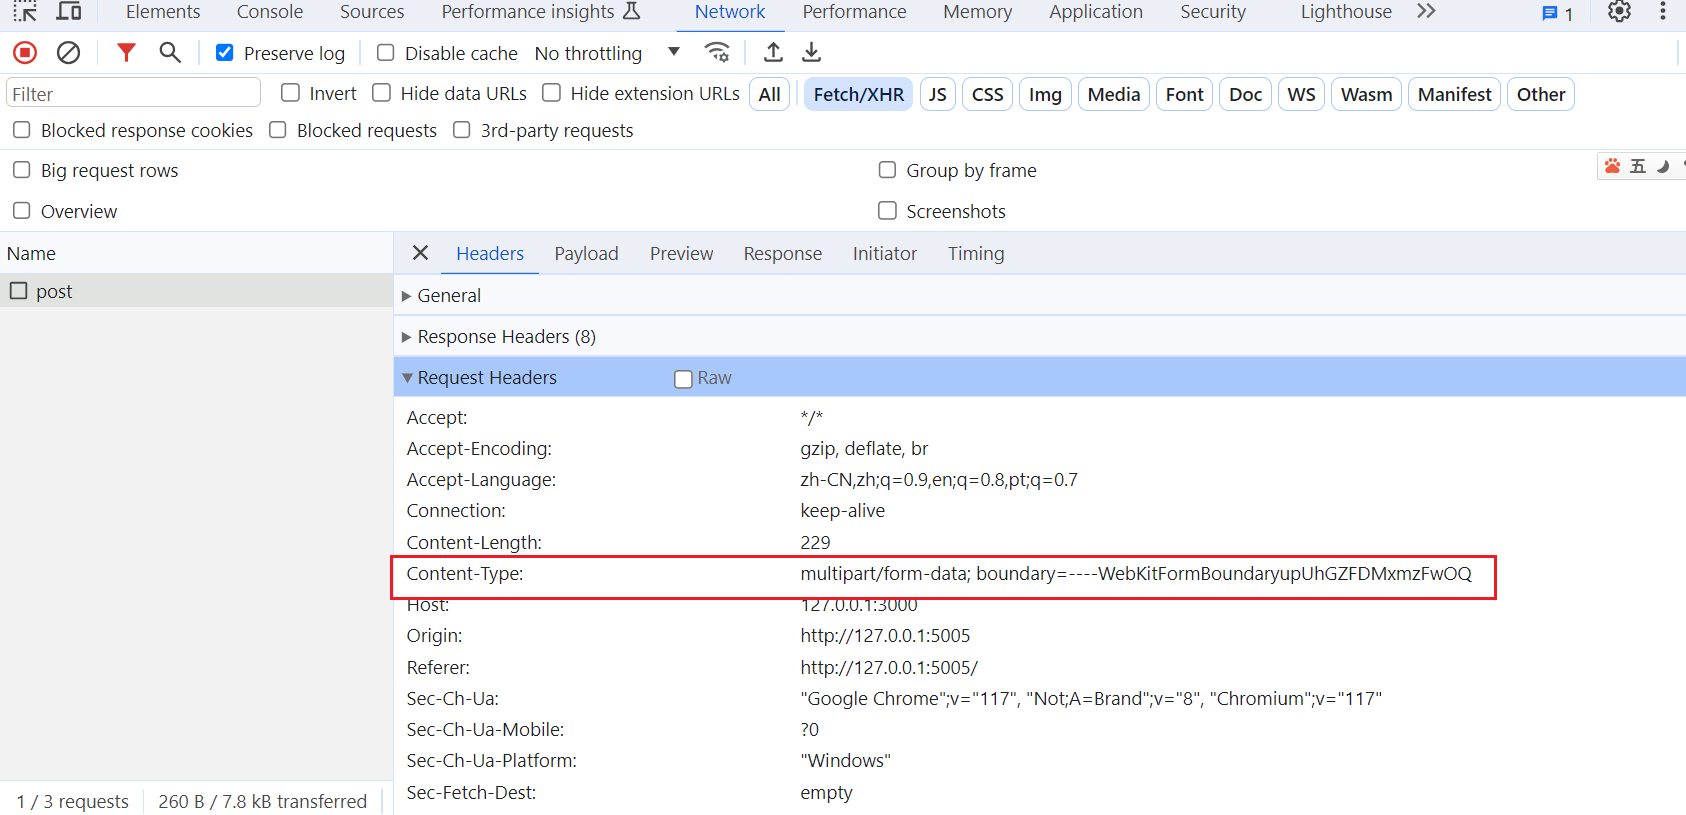 Elements Console Sources Performance insights Network Performance Memory Application Security Lighthouse 1
Preserve log Disable cache No throttling
Filter Invert Hide data URLs Hide extension URLs All Fetch/XHR JS CSS Img Media Font Doc WS Wasm Manifest Other
Blocked response cookies Blocked requests 3rd-party requests
Big request rows Group by frame
五
Overview Screenshots
Name Headers Payload Preview Response Initiator Timing
post General
Response Headers (8)
Request Headers Raw
Accept: */*
Accept-Encoding: gzip, deflate, br
Accept-Language: zh-CN,zh;q=0.9,en;q=0.8,pt;q=0.7
Connection: keep-alive
Content-Length: 229
Content-Type: multipart/form-data; boundary=----WebKitFormBoundaryupUhGZFDMxmzFwOQ
Host: 127.0.0.1:3000
Origin: http://127.0.0.1:5005
Referer: http://127.0.0.1:5005/
Sec-Ch-Ua: "Google Chrome";v="117", "Not;A=Brand";v="8", "Chromium";v="117"
Sec-Ch-Ua-Mobile: ?0
Sec-Ch-Ua-Platform: "Windows"
Sec-Fetch-Dest: empty
1 / 3 requests 260 B / 7.8 kB transferred